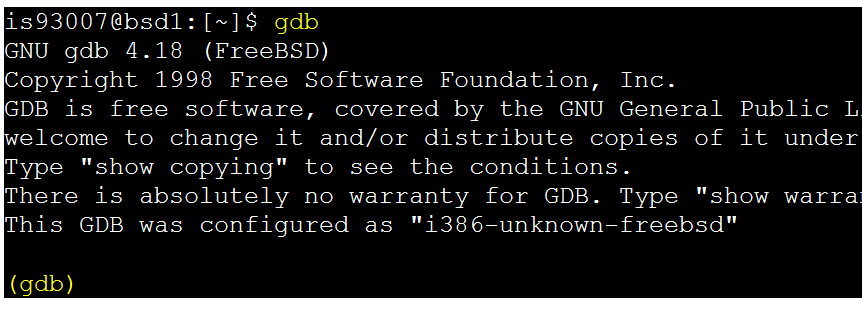 is93007@bsd1:[~]$ gdb
GNU gdb 4.18 (FreeBSD)
Copyright 1998 Free Software Foundation, Inc.
GDB is free software, covered by the GNU General Public
welcome to change it and/or distribute copies of it under
Type "show copying" to see the conditions.
There is absolutely no warranty for GDB. Type "show
This GDB was configured as "i386-unknown-freebsd"
(gdb)